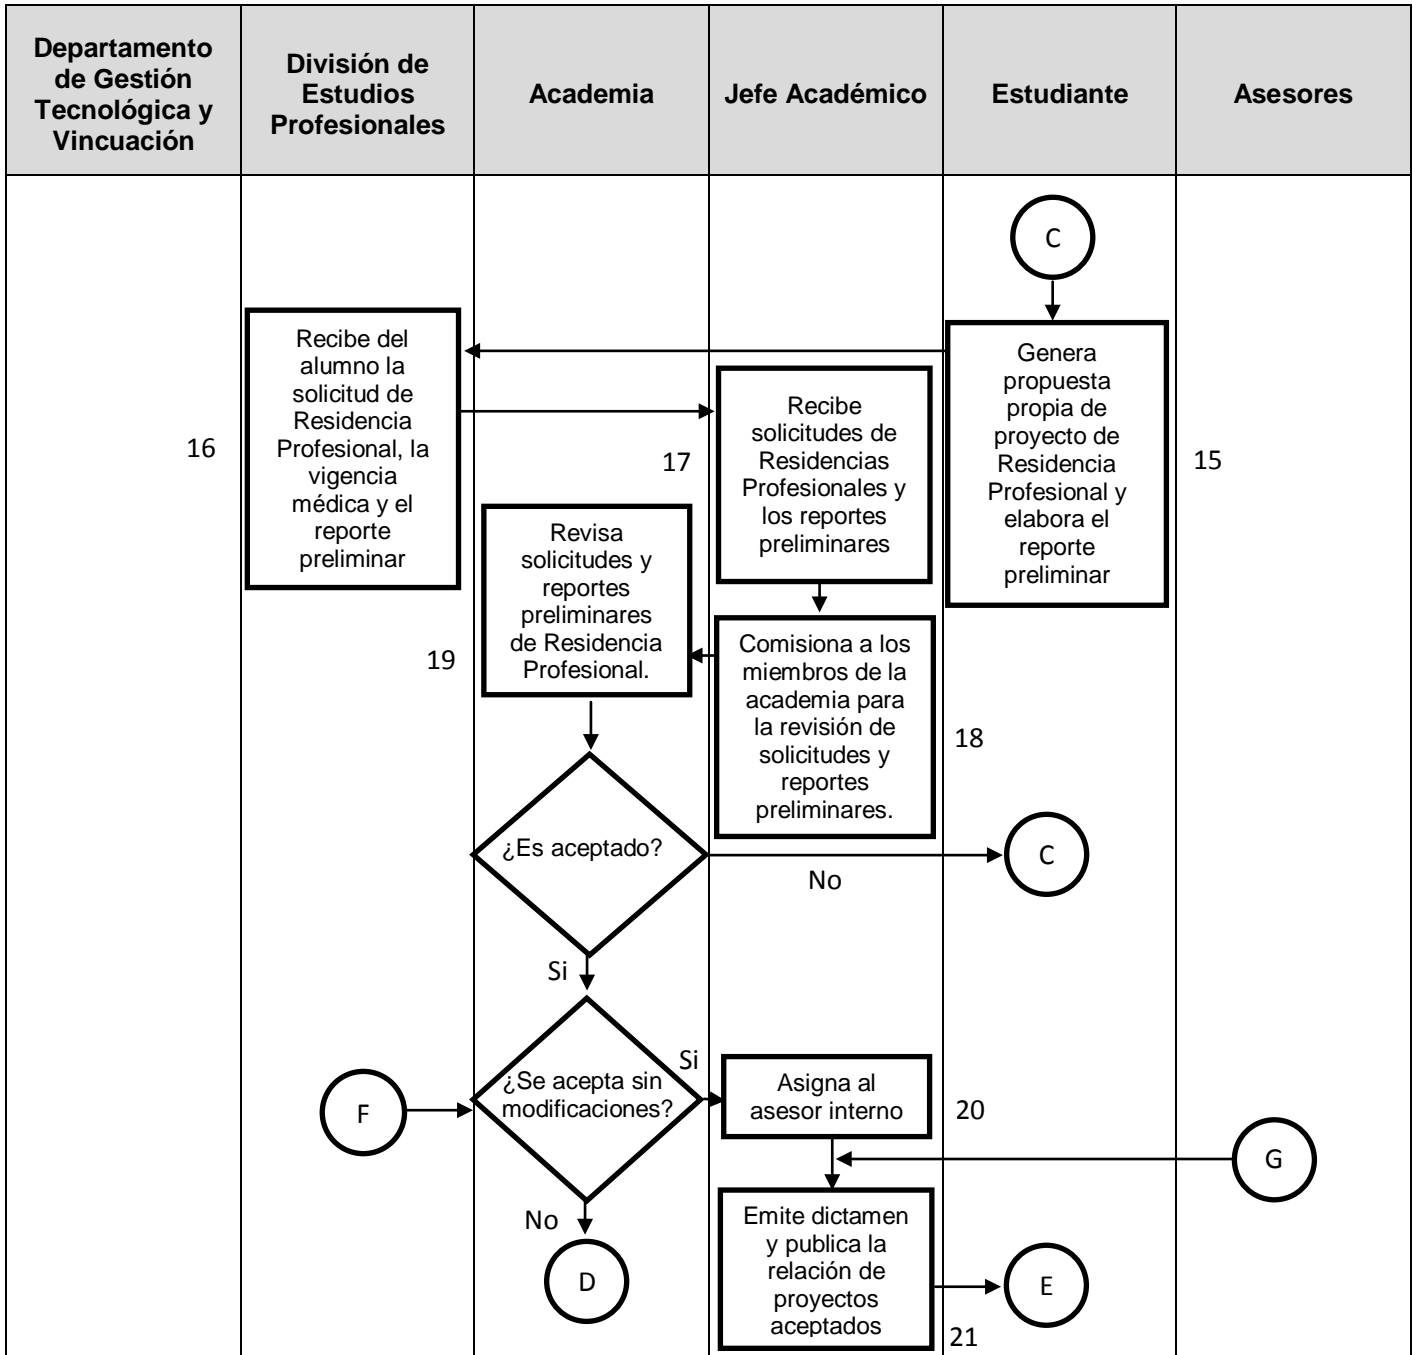 Departamento
de Gestión
Tecnológica y
Vincuación
División de
Estudios
Profesionales
Academia
Jefe Académico
Estudiante
Asesores
C
Genera
propuesta
propia de
proyecto de
Residencia
Profesional y
elabora el
reporte
preliminar
15
Recibe del
alumno la
solicitud de
Residencia
Profesional, la
vigencia
médica y el
reporte
preliminar
16
Recibe
solicitudes de
Residencias
Profesionales y
los reportes
preliminares
17
Comisiona a los
miembros de la
academia para
la revisión de
solicitudes y
reportes
preliminares.
18
Revisa
solicitudes y
reportes
preliminares
de Residencia
Profesional.
19
¿Es aceptado?
No
C
Si
¿Se acepta sin
modificaciones?
F
Si
Asigna al
asesor interno
20
G
No
D
Emite dictamen
y publica la
relación de
proyectos
aceptados
21
E